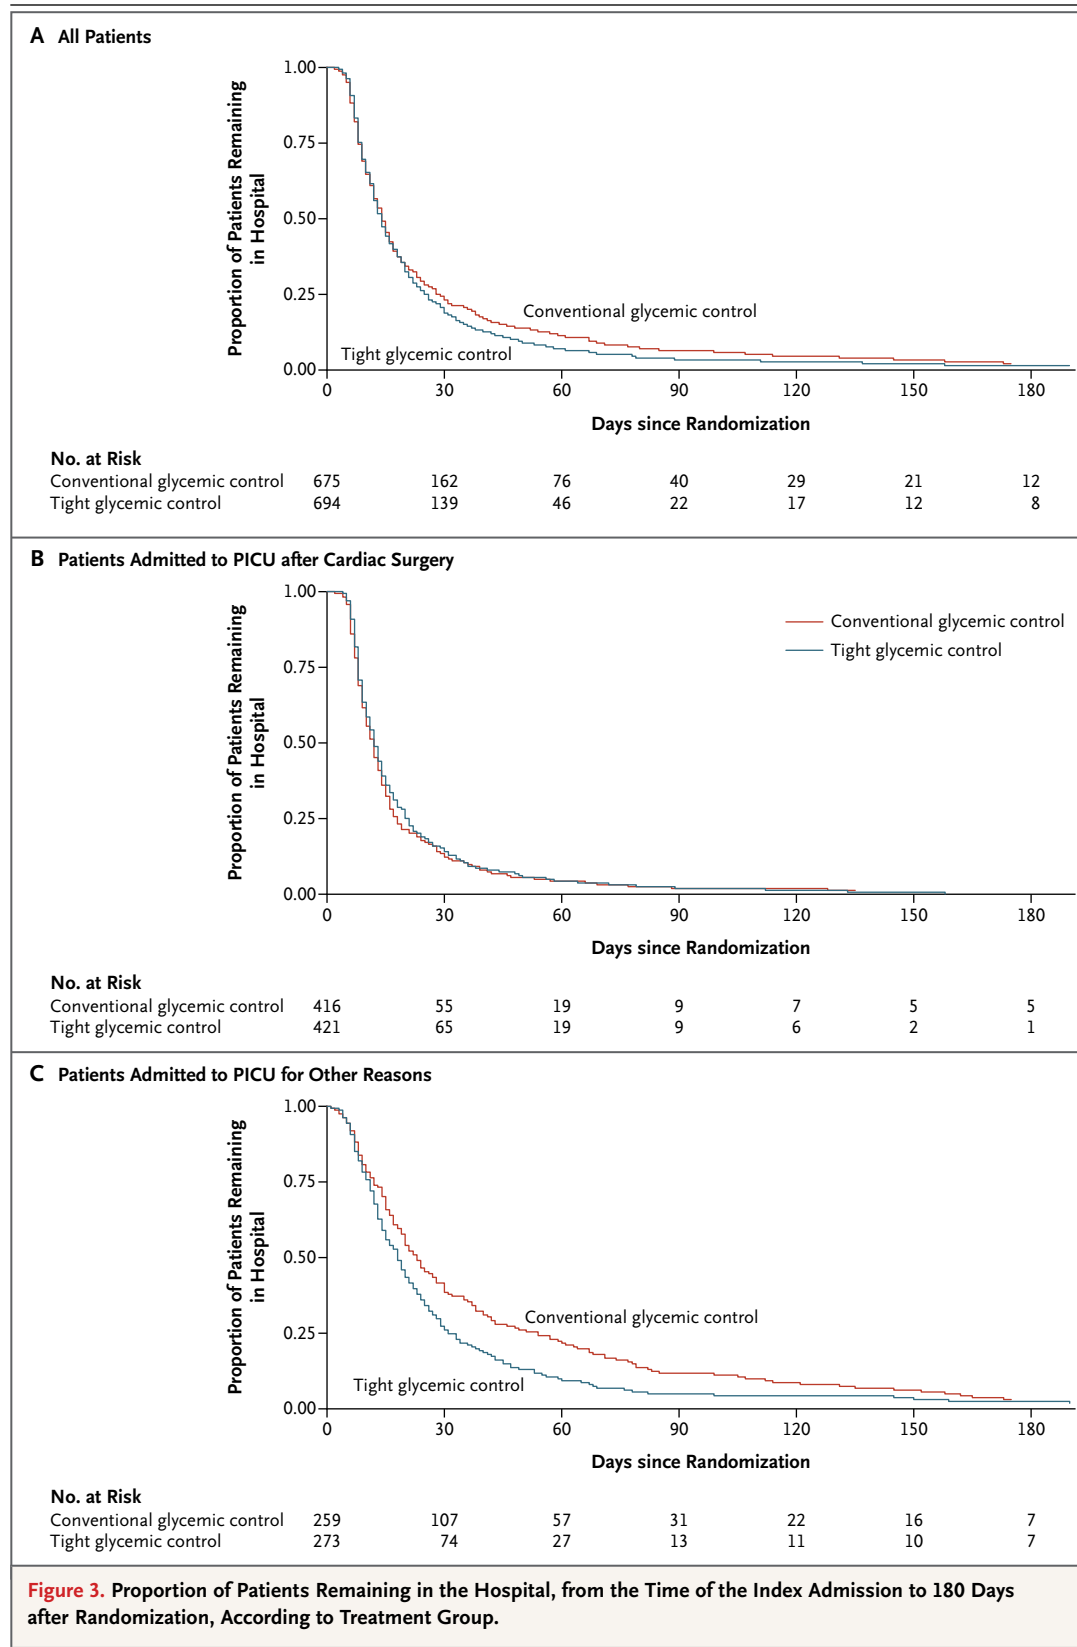 A All Patients
Proportion of Patients Remaining
in Hospital
1.00
0.75
0.50
0.25
0.00
Conventional glycemic control
Tight glycemic control
0 30 60 90 120 150 180
Days since Randomization
No. at Risk
Conventional glycemic control 675 162 76 40 29 21 12
Tight glycemic control 694 139 46 22 17 12 8
B Patients Admitted to PICU after Cardiac Surgery
Proportion of Patients Remaining
in Hospital
1.00
0.75
0.50
0.25
0.00
Conventional glycemic control
Tight glycemic control
0 30 60 90 120 150 180
Days since Randomization
No. at Risk
Conventional glycemic control 416 55 19 9 7 5 5
Tight glycemic control 421 65 19 9 6 2 1
C Patients Admitted to PICU for Other Reasons
Proportion of Patients Remaining
in Hospital
1.00
0.75
0.50
0.25
0.00
Conventional glycemic control
Tight glycemic control
0 30 60 90 120 150 180
Days since Randomization
No. at Risk
Conventional glycemic control 259 107 57 31 22 16 7
Tight glycemic control 273 74 27 13 11 10 7
Figure 3. Proportion of Patients Remaining in the Hospital, from the Time of the Index Admission to 180 Days
after Randomization, According to Treatment Group.